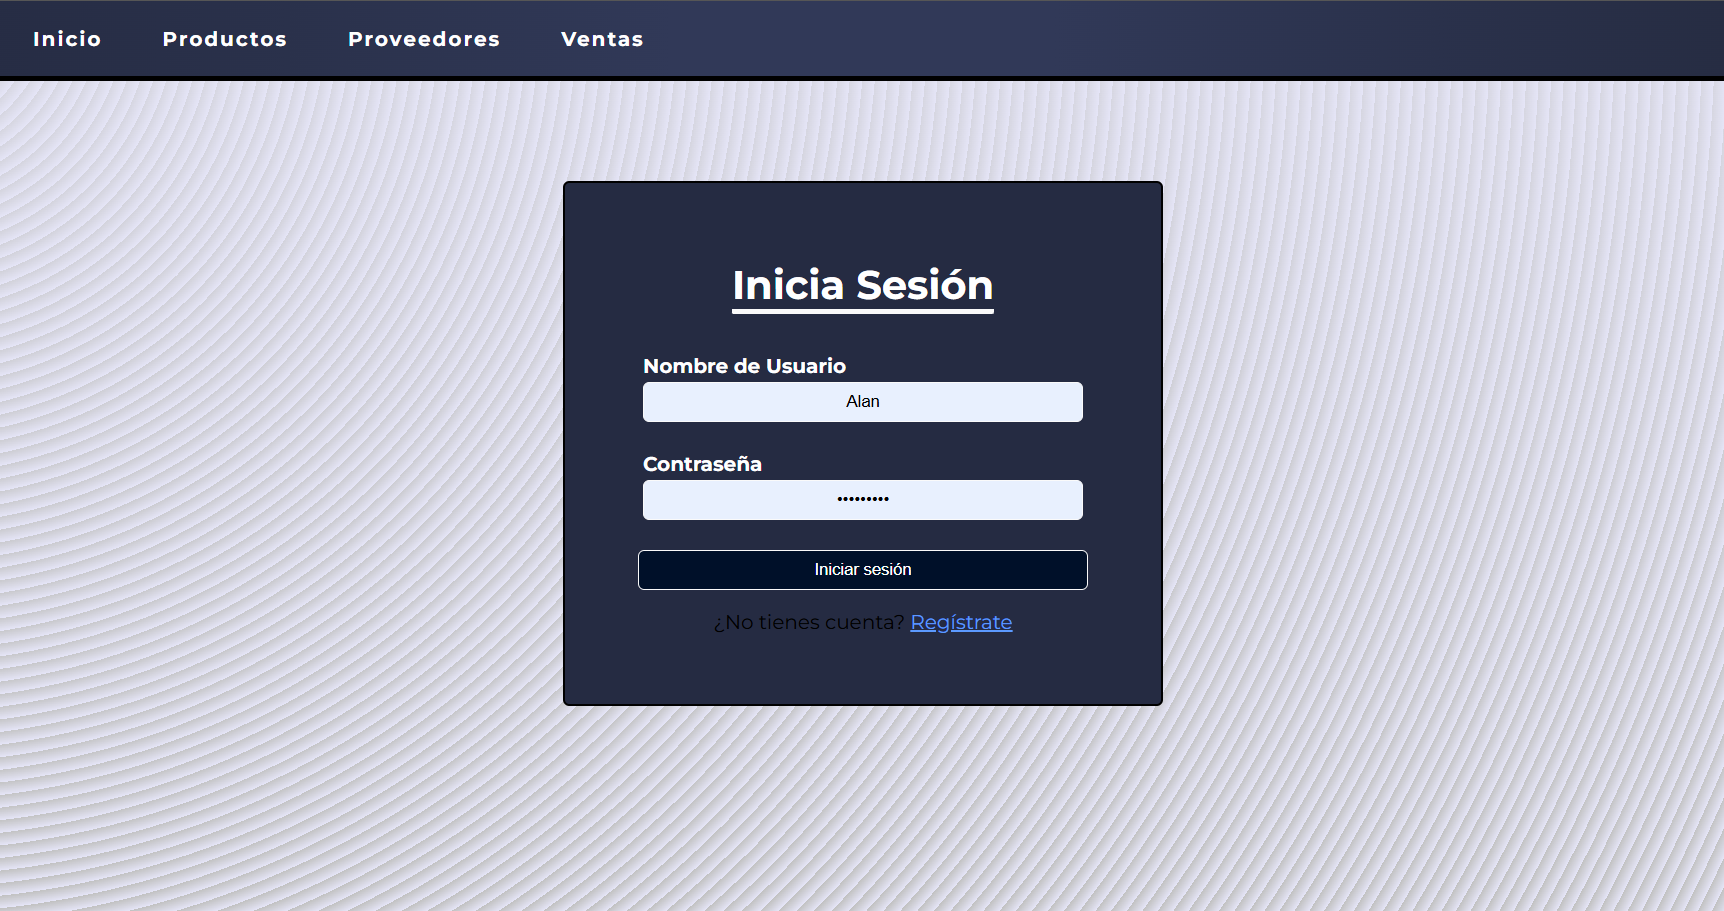 Inicio Productos Proveedores Ventas
Inicia Sesión
Nombre de Usuario
Alan
Contraseña
•••••••••
Iniciar sesión
¿No tienes cuenta? Regístrate